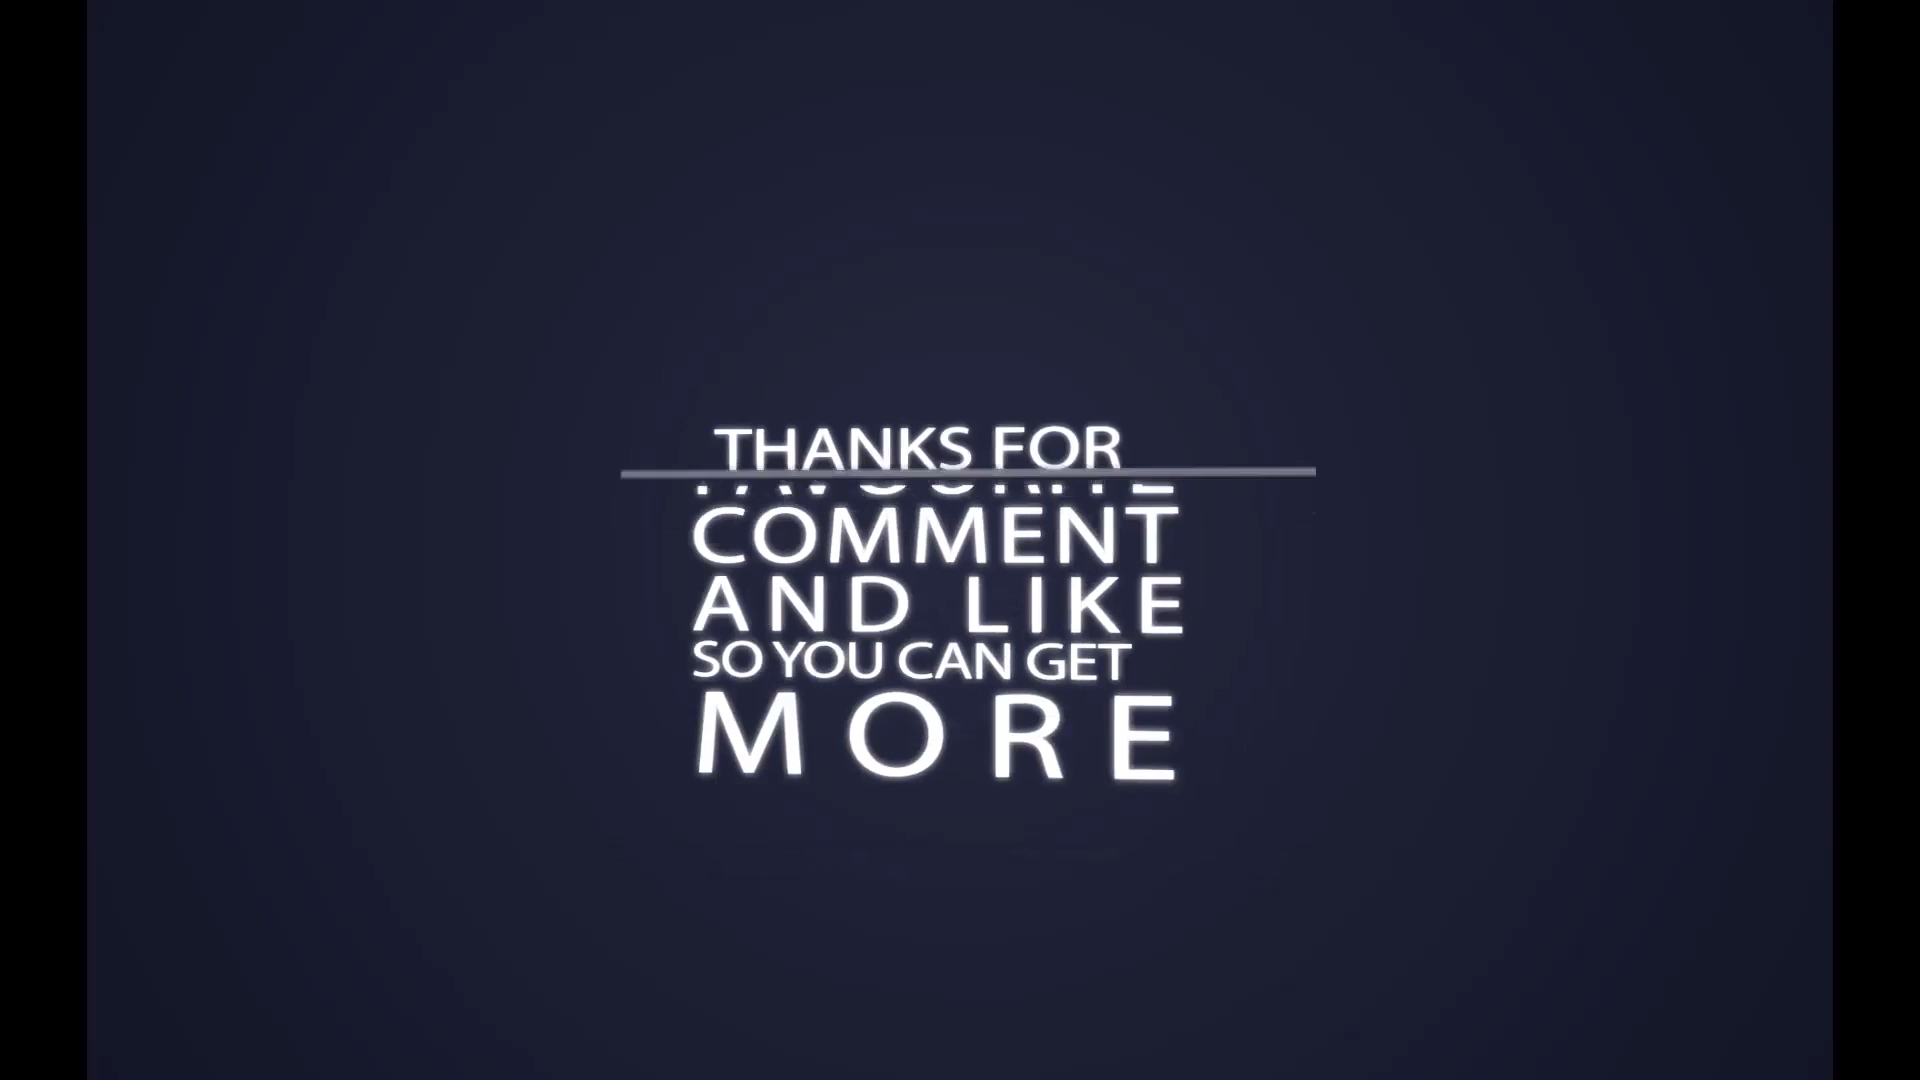 THANKS FOR
COMMENT
AND LIKE
SO YOU CAN GET
MORE